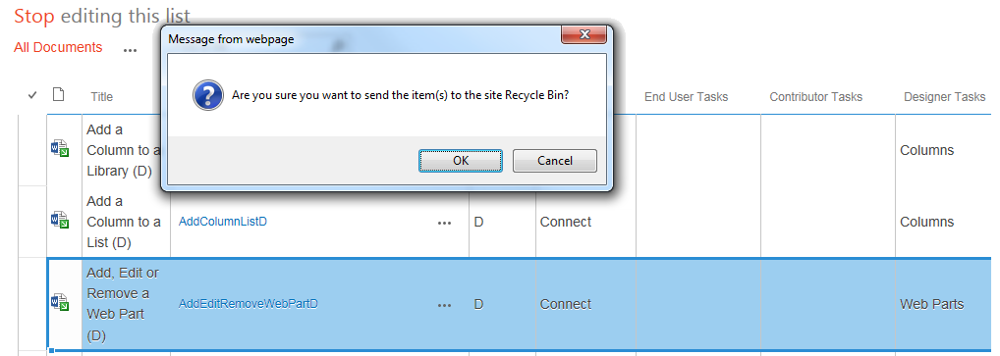 Stop editing this list
All Documents ...
Message from webpage
Are you sure you want to send the item(s) to the site Recycle Bin?
OK Cancel
Title End User Tasks Contributor Tasks Designer Tasks
Add a
Column to a
Library (D)
Columns
Add a
Column to a
List (D)
AddColumnListD ... D Connect Columns
Add, Edit or
Remove a
Web Part
(D)
AddEditRemoveWebPartD ... D Connect Web Parts